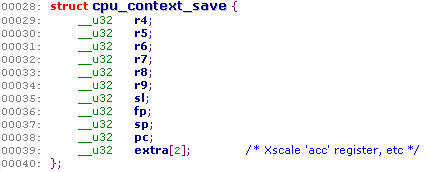 00028: struct cpu_context_save {
00029:     __u32   r4;
00030:     __u32   r5;
00031:     __u32   r6;
00032:     __u32   r7;
00033:     __u32   r8;
00034:     __u32   r9;
00035:     __u32   sl;
00036:     __u32   fp;
00037:     __u32   sp;
00038:     __u32   pc;
00039:     __u32   extra[2];       /* Xscale 'acc' register, etc */
00040: };